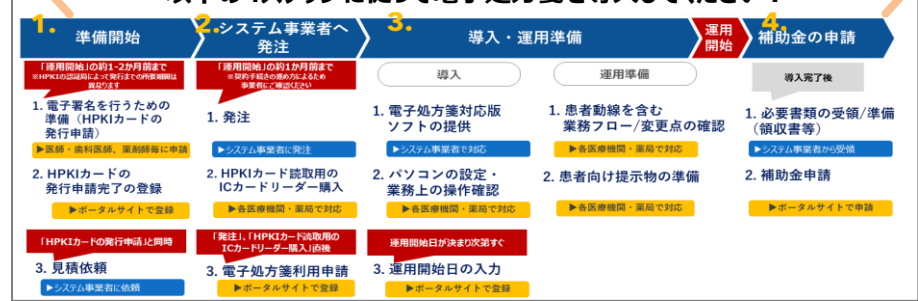 1.
準備開始
2.
システム事業者へ
発注
3.
導入・運用準備
運用
開始
4.
補助金の申請
「運用開始」の約1-2か月前まで
※HPKIの認証局によって発行までの所要期間は
異なります
1. 電子署名を行うための
準備（HPKIカードの
発行申請）
▶医師・歯科医師、薬剤師毎に申請
2. HPKIカードの
発行申請完了の登録
▶ポータルサイトで登録
「HPKIカードの発行申請」と同時
3. 見積依頼
▶システム事業者に依頼
「運用開始」の約1か月前まで
※契約手続きの進め方によるため
事業者にご確認ください
1. 発注
▶システム事業者に発注
2. HPKIカード読取用の
ICカードリーダー購入
▶各医療機関・薬局で対応
「発注」、「HPKIカード読取用の
ICカードリーダー購入」直後
3. 電子処方箋利用申請
▶ポータルサイトで登録
導入
1. 電子処方箋対応版
ソフトの提供
▶システム事業者で対応
2. パソコンの設定・
業務上の操作確認
▶各医療機関・薬局で対応
運用開始日が決まり次第すぐ
3. 運用開始日の入力
▶ポータルサイトで登録
運用準備
1. 患者動線を含む
業務フロー/変更点の確認
▶各医療機関・薬局で対応
2. 患者向け提示物の準備
▶各医療機関・薬局で対応
導入完了後
1. 必要書類の受領/準備
（領収書等）
▶システム事業者から受領
2. 補助金申請
▶ポータルサイトで申請